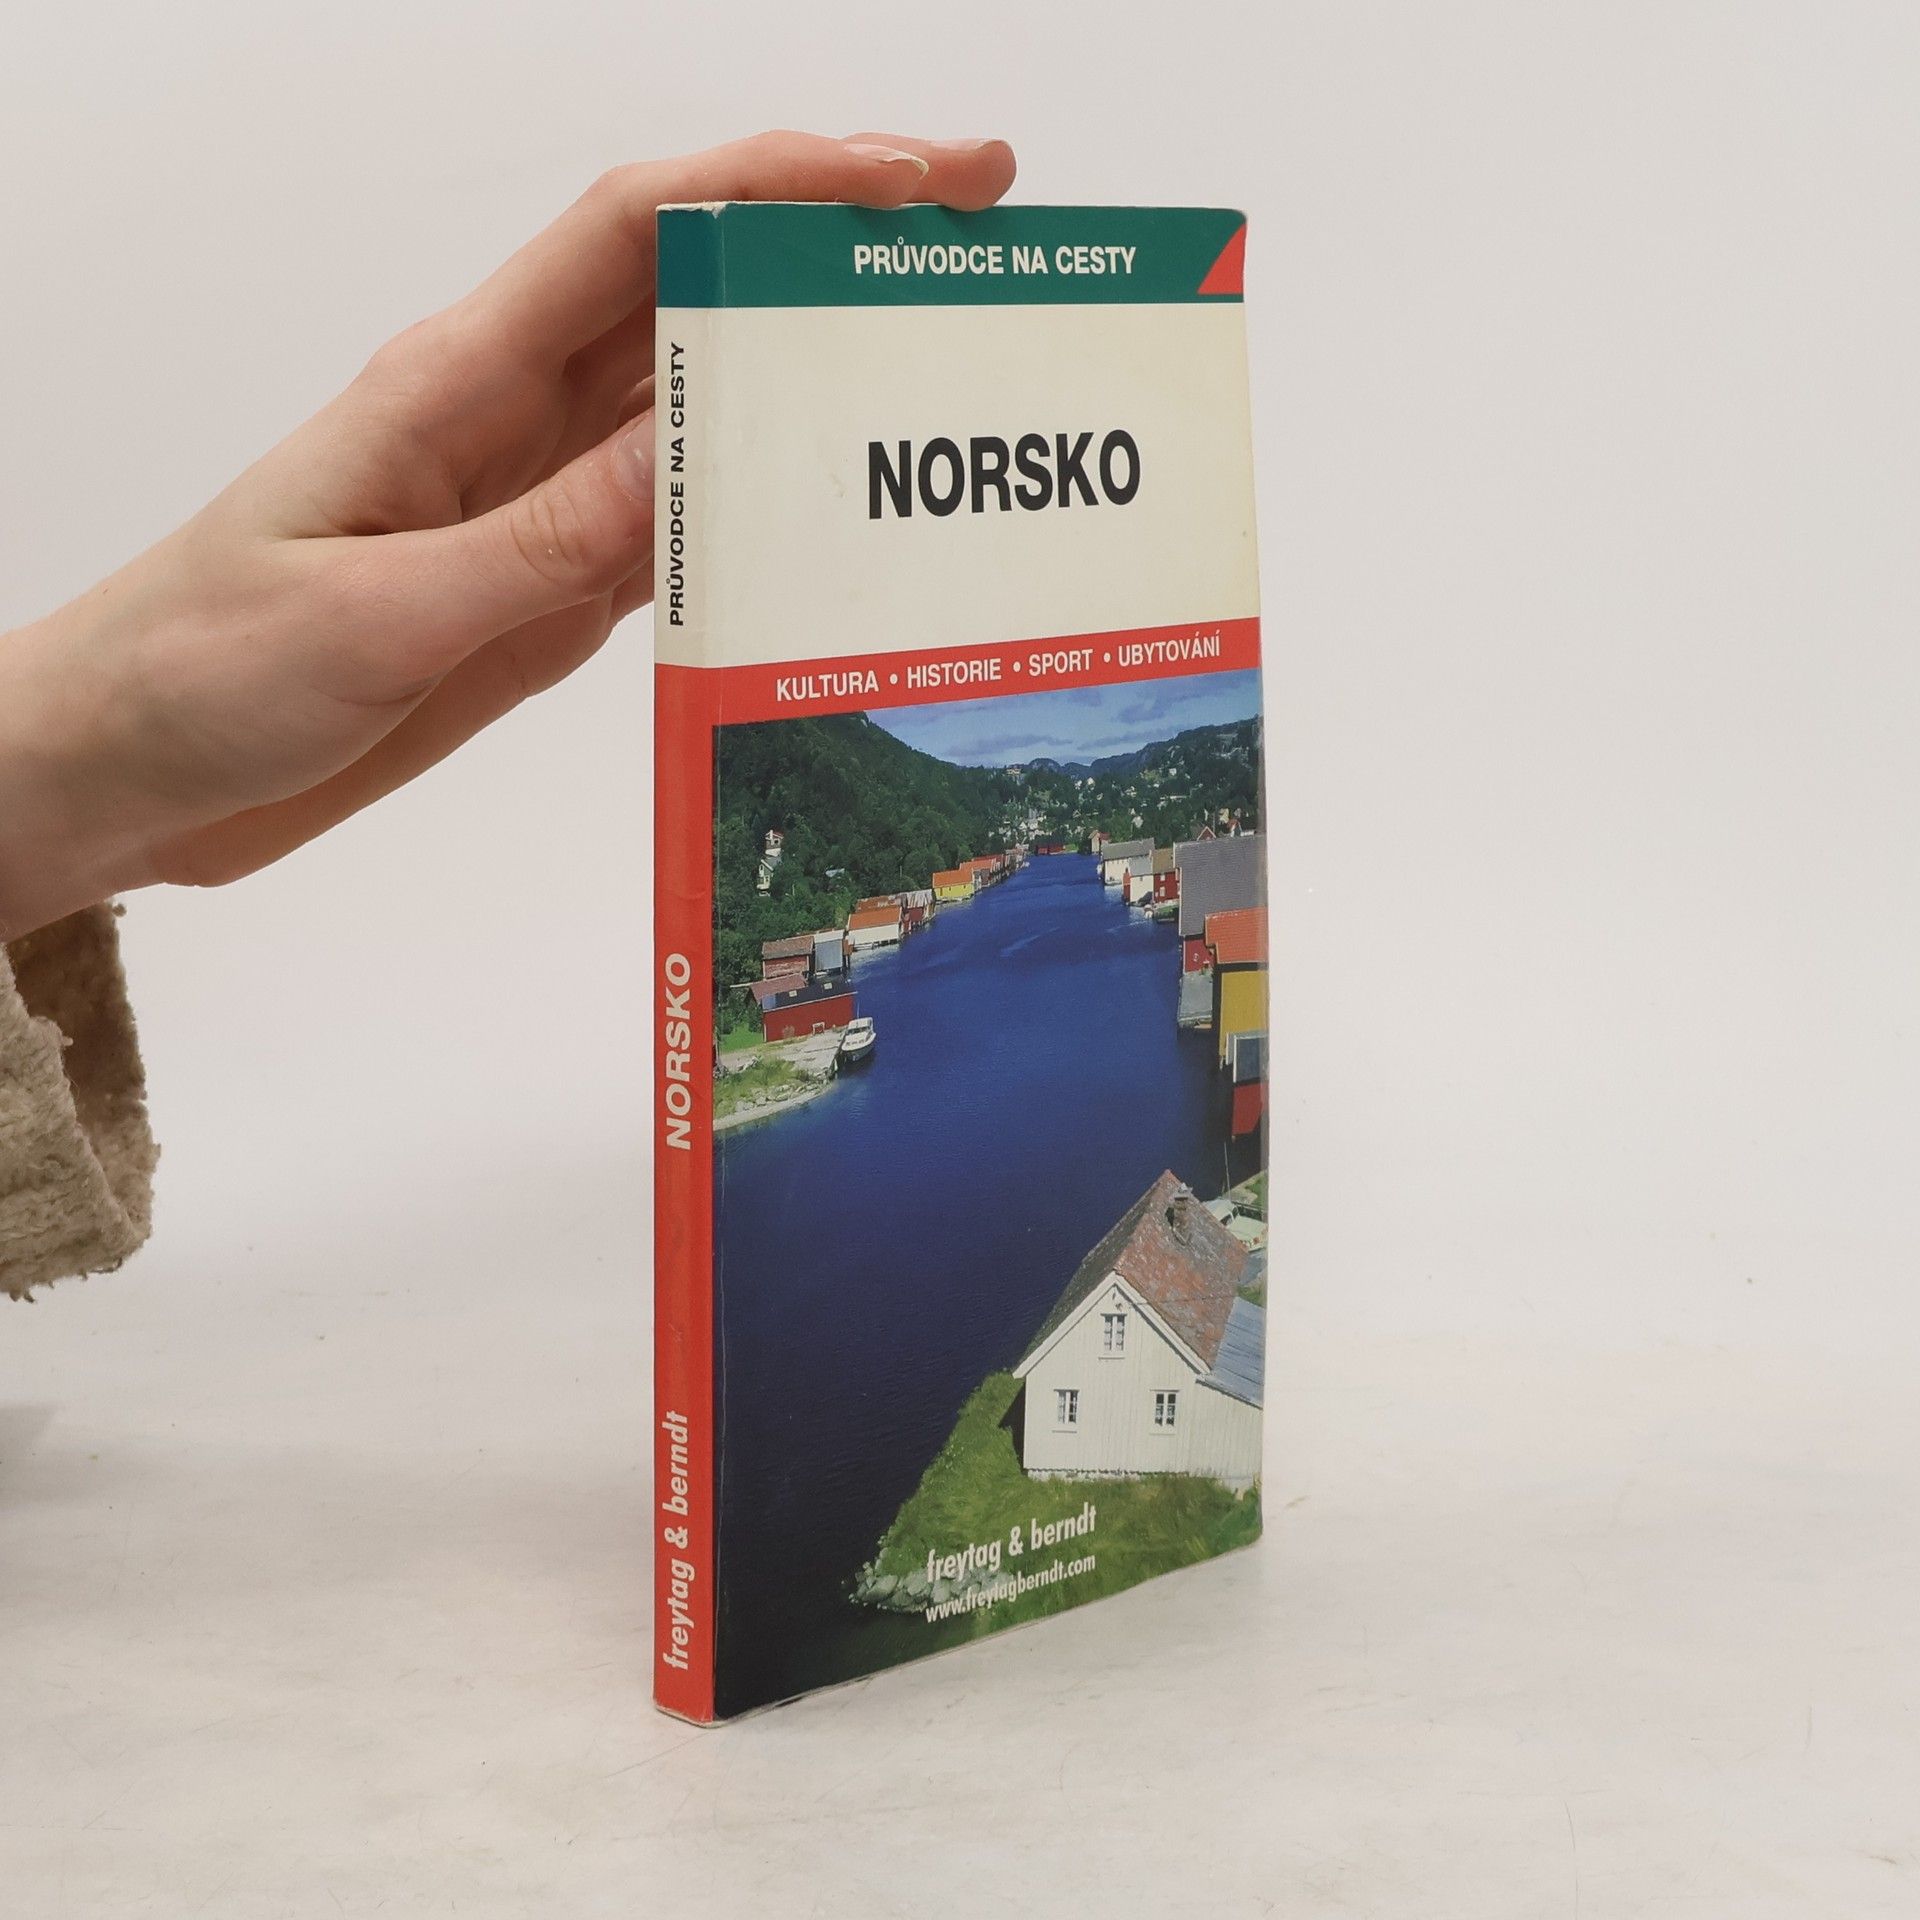 PRŮVODCE NA CESTY
NORSKO
KULTURA • HISTORIE • SPORT • UBYTOVÁNÍ
freytag & berndt
www.freytagberndt.com
PRŮVODCE NA CESTY
NORSKO
freytag & berndt